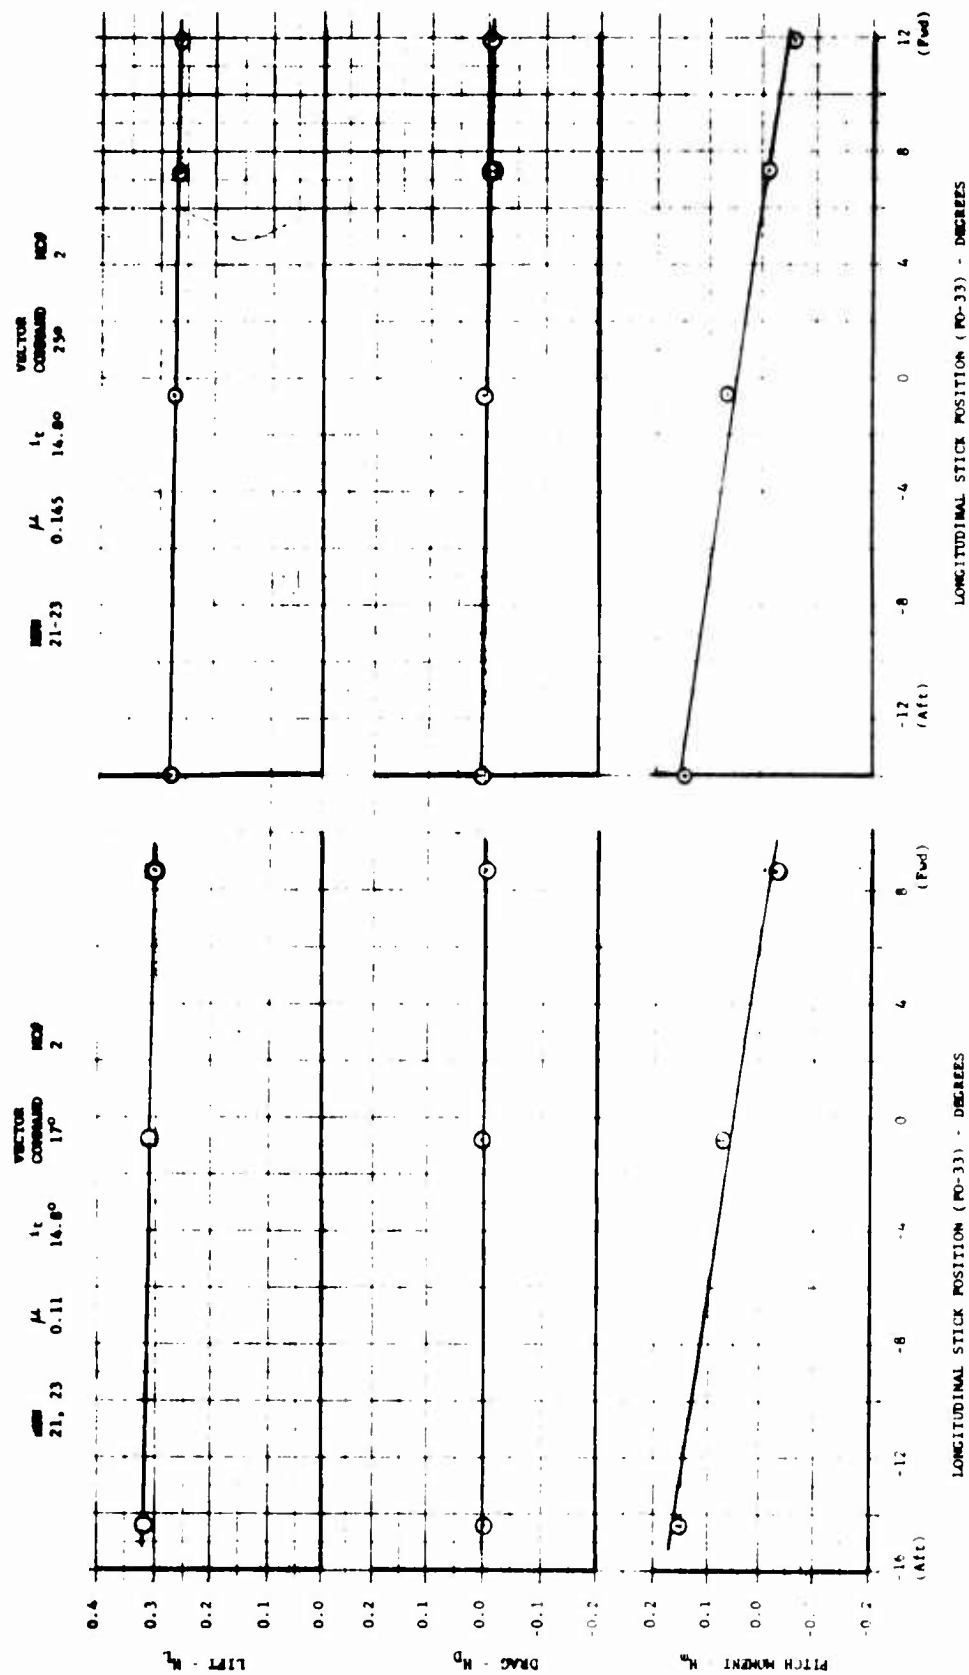 VECTOR
μ i_t COMMAND
21, 23 0.11 14.8° 17° 2
0.4
0.3
0.2
0.1
0.0
LIFT - H_L
0.1
0.0
-0.1
-0.2
DRAG - H_D
0.2
0.1
0.0
-0.
-0.2
PITCH MOMENT H_m
-16 -12 -8 -4 0 4 8
(Aft) (Fwd)
LONGITUDINAL STICK POSITION (PO-33) - DEGREES
VECTOR
μ i_t COMMAND
21-23 0.145 14.8° 25° 2
-12 -8 -4 0 4 8 12
(Aft) (Fwd)
LONGITUDINAL STICK POSITION (PO-33) - DEGREES